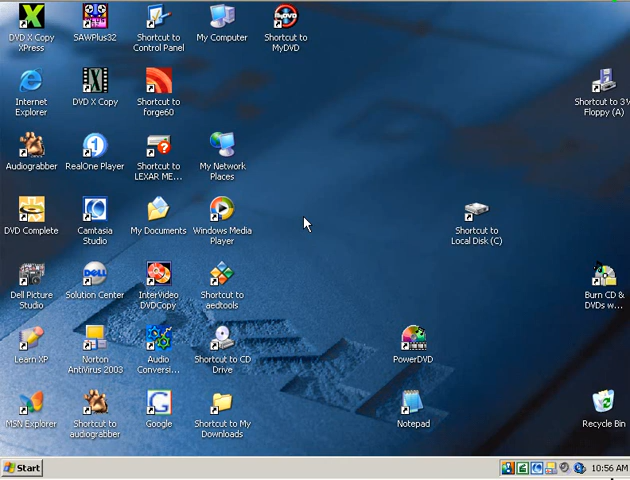 DVD X Copy
XPress
SAWPlus32
Shortcut to
Control Panel
My Computer
Shortcut to
MyDVD
Internet
Explorer
DVD X Copy
Shortcut to
forge60
Shortcut to 3½
Floppy (A)
Audiograbber
RealOne Player
Shortcut to
LEXAR ME...
My Network
Places
DVD Complete
Camtasia
Studio
My Documents
Windows Media
Player
Shortcut to
Local Disk (C)
Dell Picture
Studio
DELL
Solution Center
InterVideo
DVDCopy
Shortcut to
aedtools
Burn CD &
DVDs w...
Learn XP
Norton
AntiVirus 2003
Audio
Conversi...
Shortcut to CD
Drive
PowerDVD
MSN Explorer
Shortcut to
audiograbber
Google
Shortcut to My
Downloads
Notepad
Recycle Bin
Start
10:56 AM